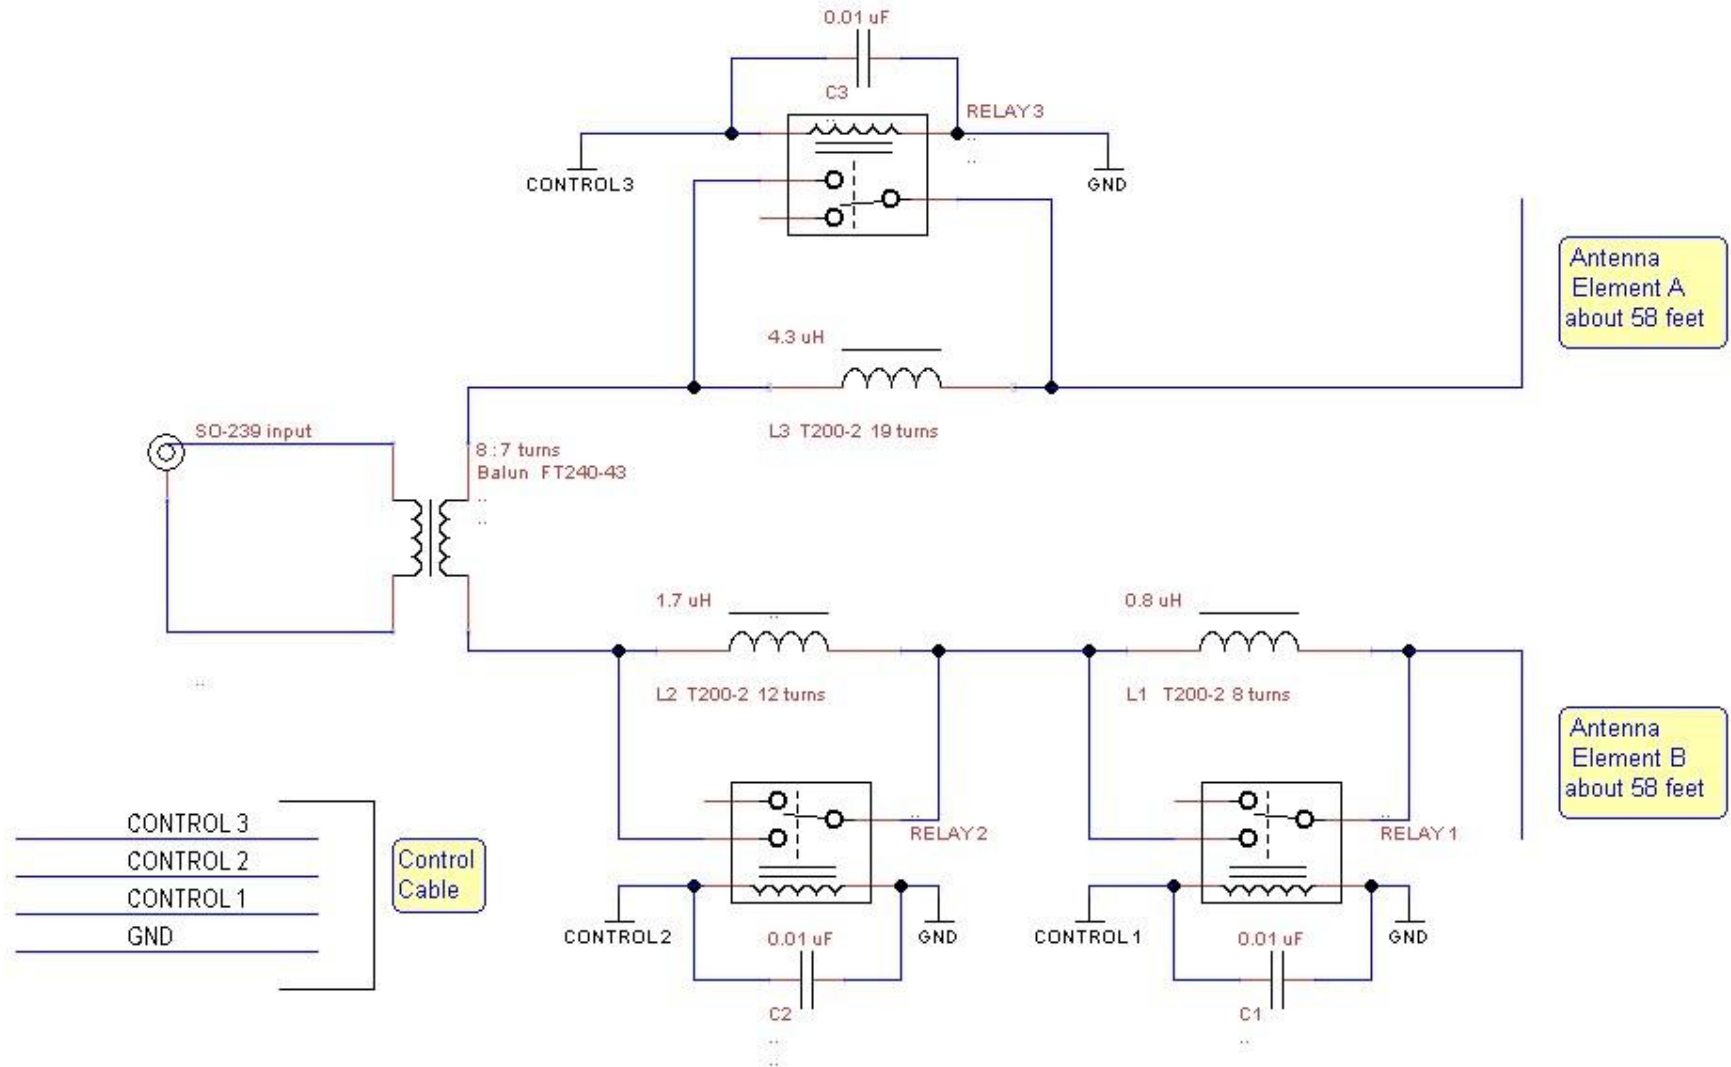 0.01 uF
C3
RELAY3
CONTROL3
GND
Antenna
Element A
about 58 feet
4.3 uH
L3 T200-2 19 turns
SO-239 input
8:7 turns
Balun FT240-43
1.7 uH
0.8 uH
L2 T200-2 12 turns
L1 T200-2 8 turns
Antenna
Element B
about 58 feet
RELAY2
RELAY1
CONTROL 3
CONTROL 2
CONTROL 1
GND
Control
Cable
CONTROL2
0.01 uF
GND
CONTROL1
0.01 uF
GND
C2
C1